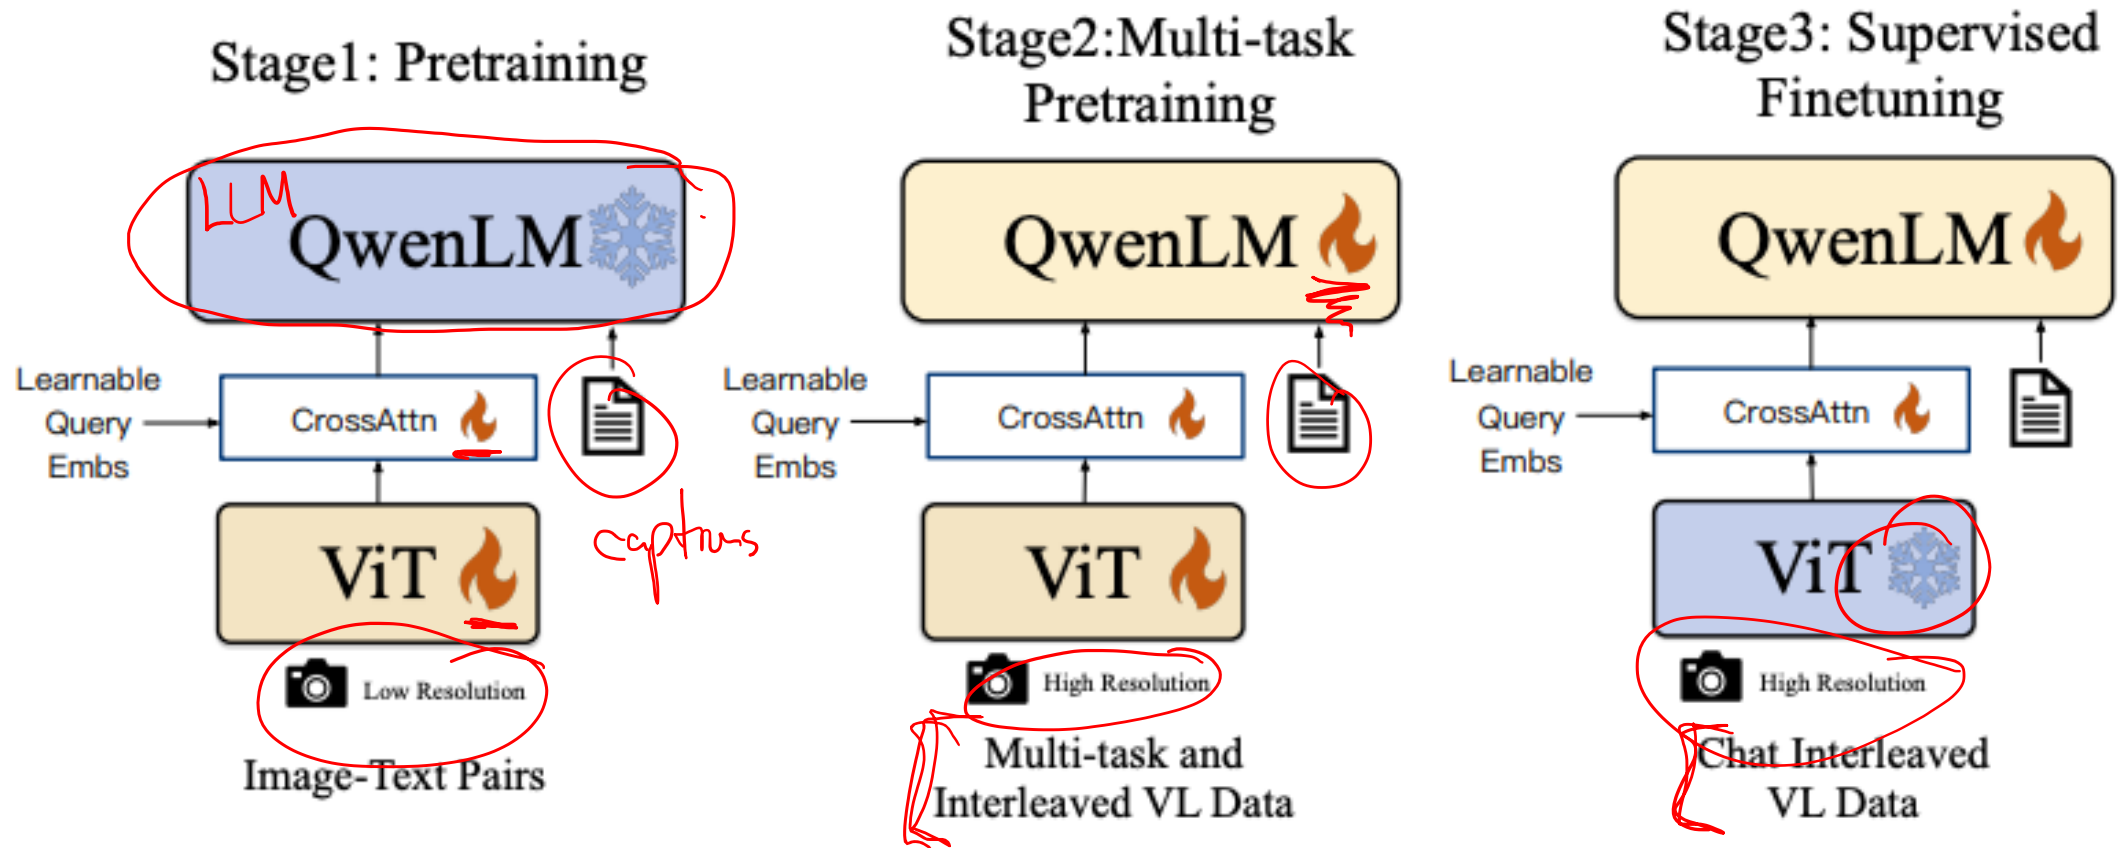 Stage1: Pretraining
LLM
QwenLM
Learnable
Query
Embs
CrossAttn
captions
ViT
Low Resolution
Image-Text Pairs
Stage2:Multi-task
Pretraining
QwenLM
Learnable
Query
Embs
CrossAttn
ViT
High Resolution
Multi-task and
Interleaved VL Data
Stage3: Supervised
Finetuning
QwenLM
Learnable
Query
Embs
CrossAttn
ViT
High Resolution
Chat Interleaved
VL Data